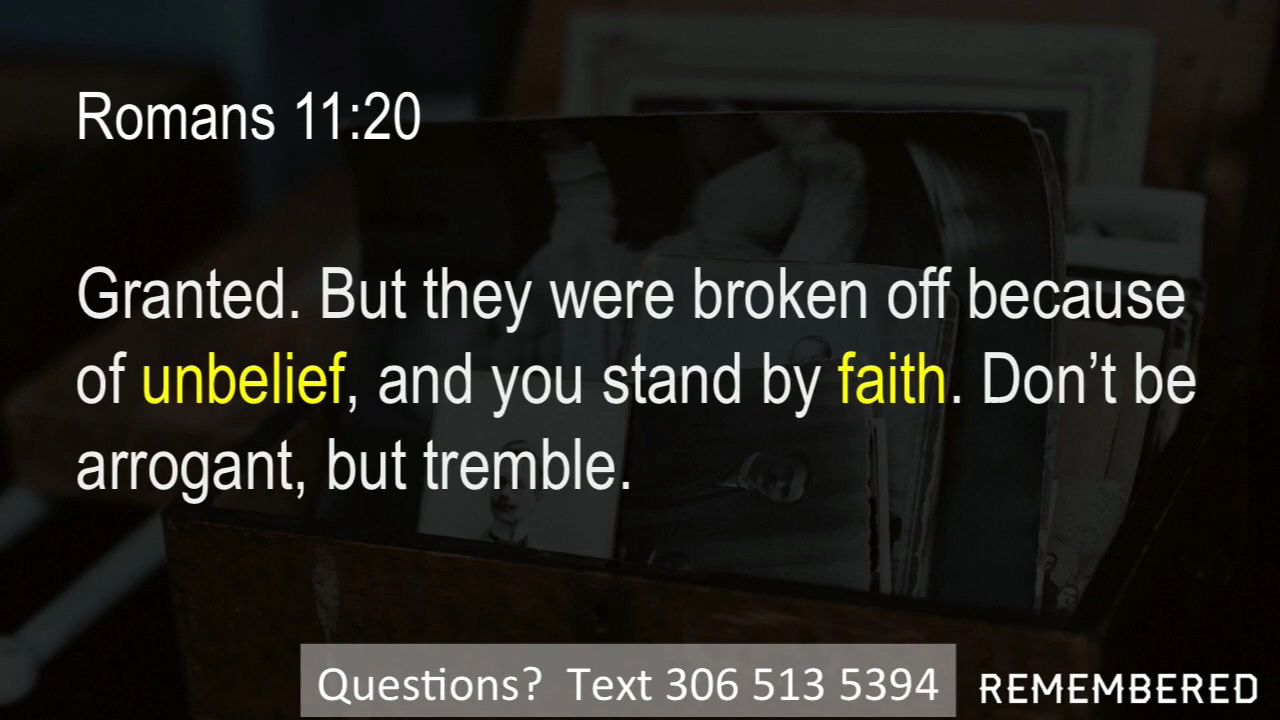 Romans 11:20
Granted. But they were broken off because
of unbelief, and you stand by faith. Don’t be
arrogant, but tremble.
Questions?  Text 306 513 5394
REMEMBERED